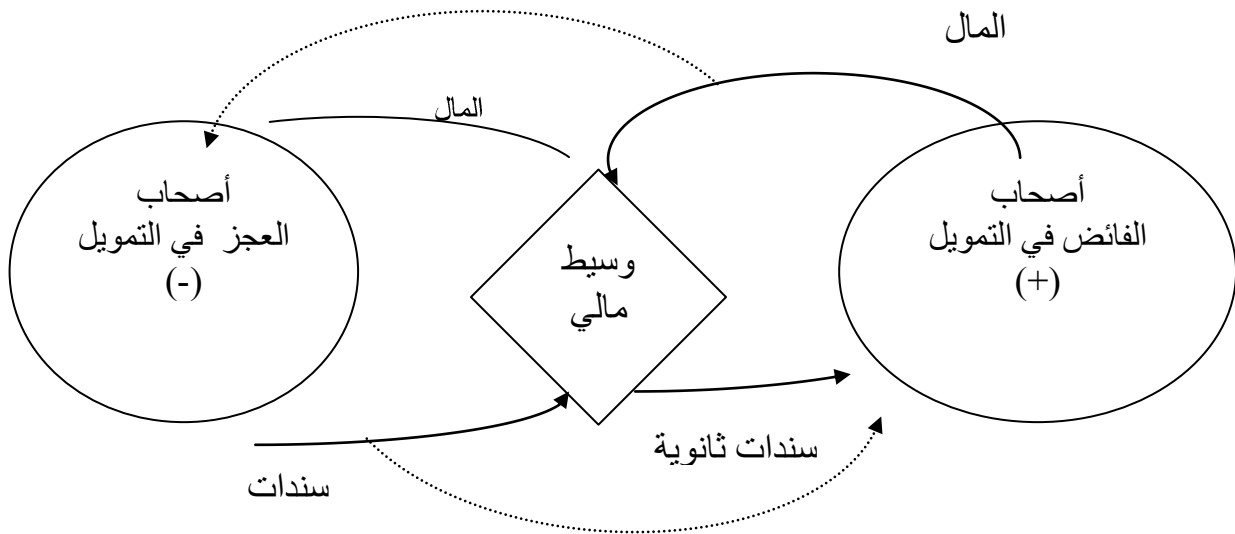 المال
المال
أصحاب
الفائض في التمويل
(+)
وسيط
مالي
أصحاب
العجز في التمويل
(-)
سندات ثانوية
سندات